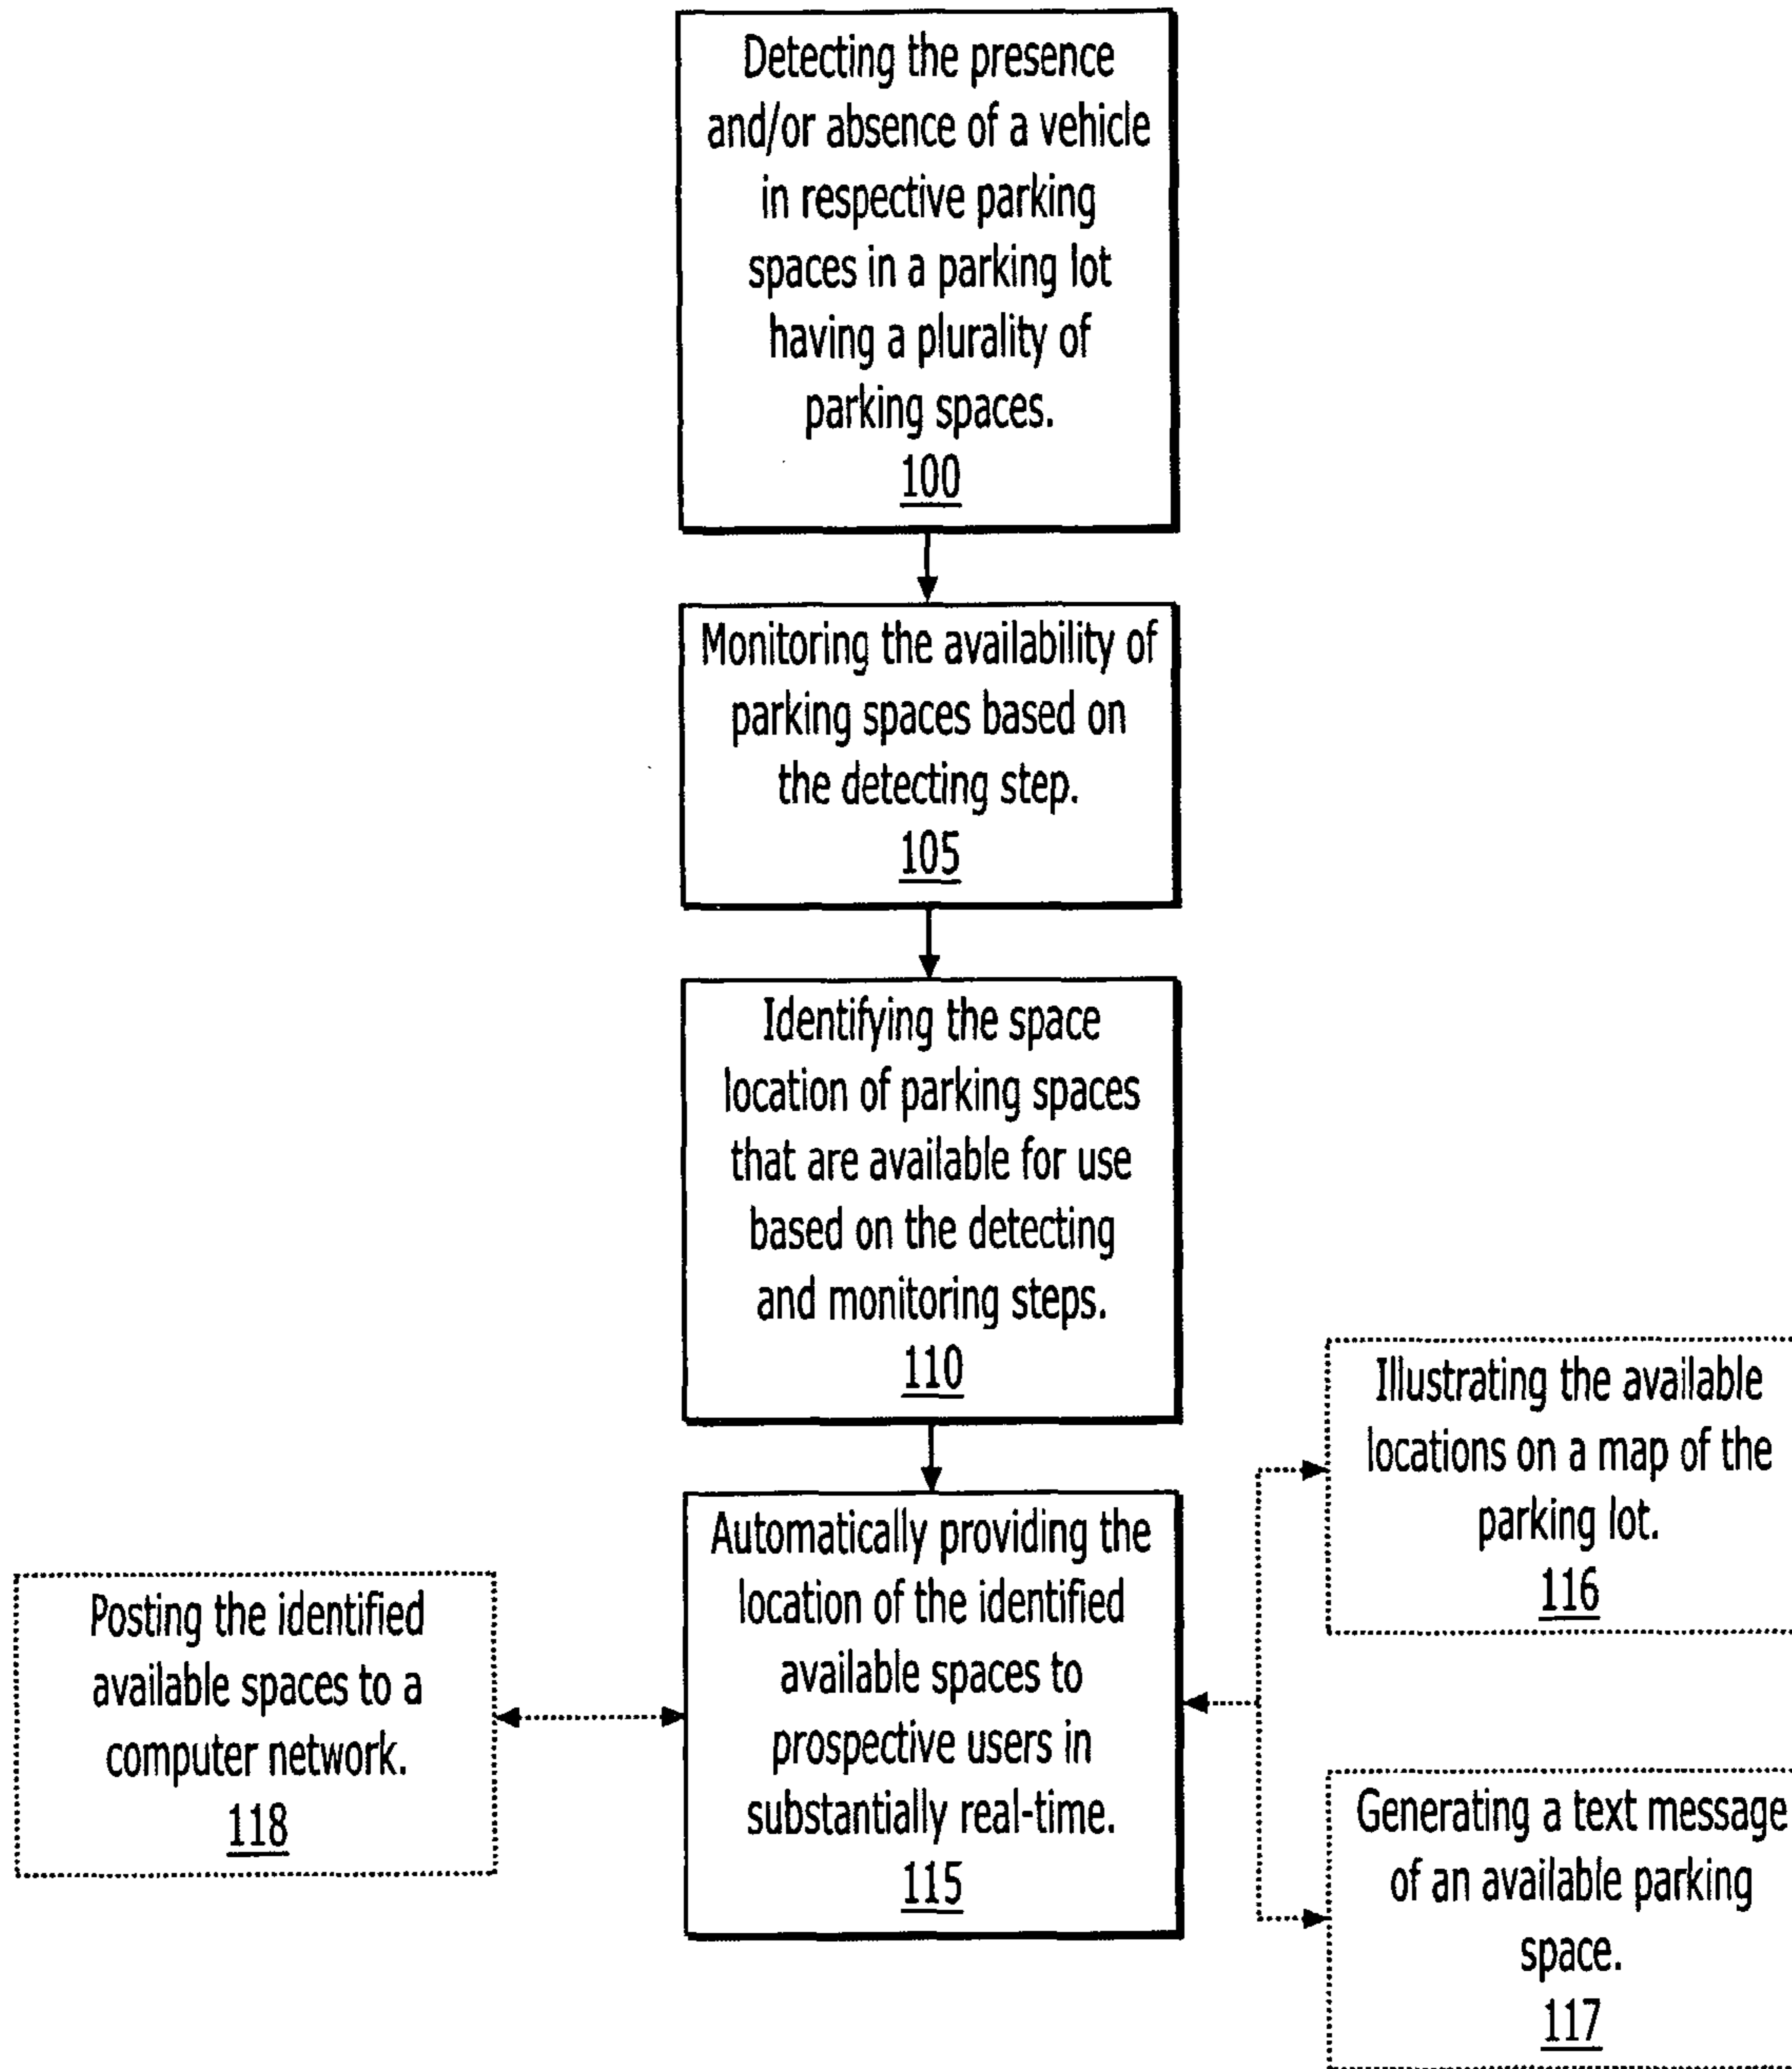 Detecting the presence
and/or absence of a vehicle
in respective parking
spaces in a parking lot
having a plurality of
parking spaces.
100
Monitoring the availability of
parking spaces based on
the detecting step.
105
Identifying the space
location of parking spaces
that are available for use
based on the detecting
and monitoring steps.
110
Automatically providing the
location of the identified
available spaces to
prospective users in
substantially real-time.
115
Illustrating the available
locations on a map of the
parking lot.
116
Generating a text message
of an available parking
space.
117
Posting the identified
available spaces to a
computer network.
118